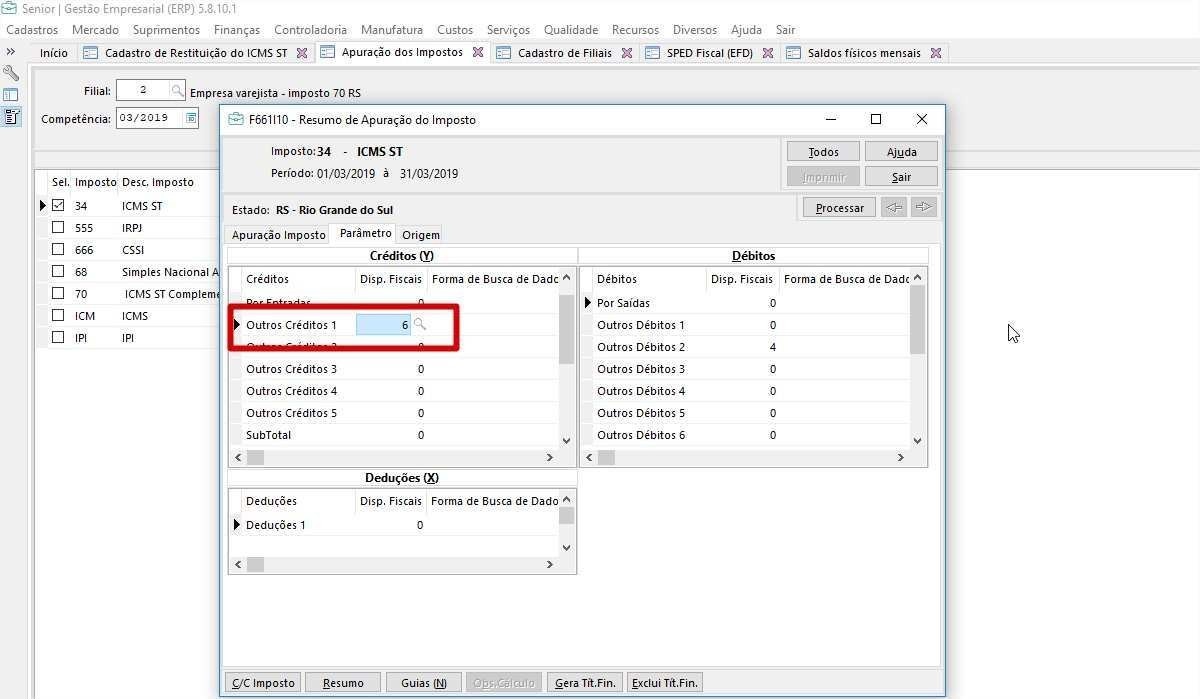 Senior | Gestão Empresarial (ERP) 5.8.10.1
Cadastros Mercado Suprimentos Finanças Controladoria Manufatura Custos Serviços Qualidade Recursos Diversos Ajuda Sair
Início Cadastro de Restituição do ICMS ST Apuração dos Impostos Cadastro de Filiais SPED Fiscal (EFD) Saldos físicos mensais
Filial: 2 Empresa varejista - imposto 70 RS
Competência: 03/2019
Sel. Imposto Desc. Imposto
34 ICMS ST
555 IRPJ
666 CSSI
68 Simples Nacional A
70 ICMS ST Compleme
ICM ICMS
IPI IPI
F661I10 - Resumo de Apuração do Imposto
Imposto: 34 - ICMS ST
Período: 01/03/2019 à 31/03/2019
Todos Ajuda
Imprimir Sair
Estado: RS - Rio Grande do Sul
Processar
Apuração Imposto Parâmetro Origem
Créditos (Y)
Créditos Disp. Fiscais Forma de Busca de Dado
Por Entradas 0
Outros Créditos 1 6
Outros Créditos 2 0
Outros Créditos 3 0
Outros Créditos 4 0
Outros Créditos 5 0
SubTotal 0
Débitos
Débitos Disp. Fiscais Forma de Busca de Dado
Por Saídas 0
Outros Débitos 1 0
Outros Débitos 2 4
Outros Débitos 3 0
Outros Débitos 4 0
Outros Débitos 5 0
Outros Débitos 6 0
Deduções (X)
Deduções Disp. Fiscais Forma de Busca de Dado
Deduções 1 0
C/C Imposto Resumo Guias (N) Obs.Cálculo Gera Tít.Fin. Exclui Tít.Fin.